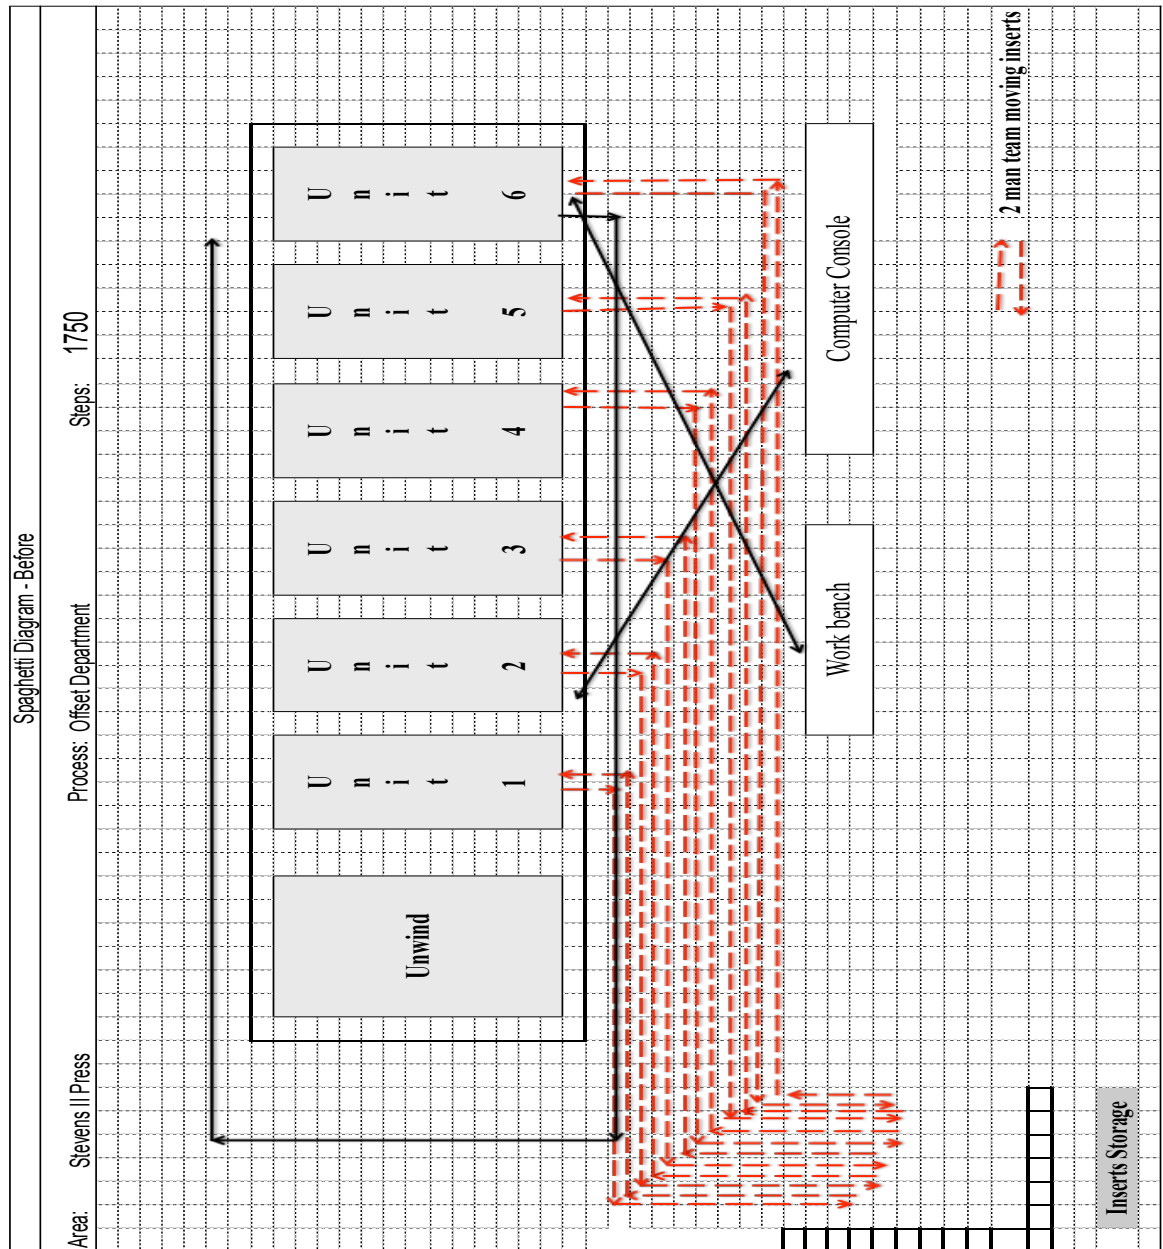 Spaghetti Diagram - Before
Area: Stevens II Press Process: Offset Department Steps: 1750
Unwind
Unit 1
Unit 2
Unit 3
Unit 4
Unit 5
Unit 6
Work bench
Computer Console
2 man team moving inserts
Inserts Storage